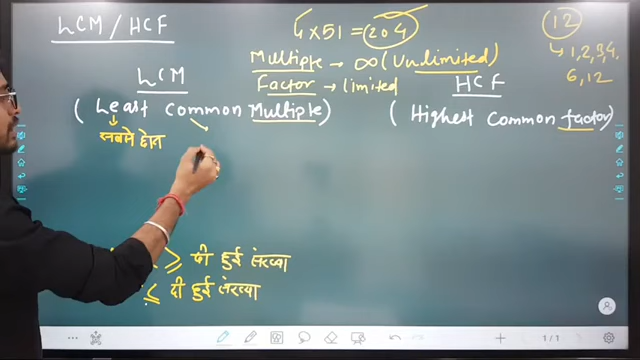 LCM / HCF
4 × 51 = 204
Multiple → ∞ (Unlimited)
Factor → limited
12
↳ 1, 2, 3, 4,
6, 12
LCM
(Least common Multiple)
सबसे छोटा
HCF
(Highest Common factor)
≥ दी हुई संख्या
≤ दी हुई संख्या
1/1